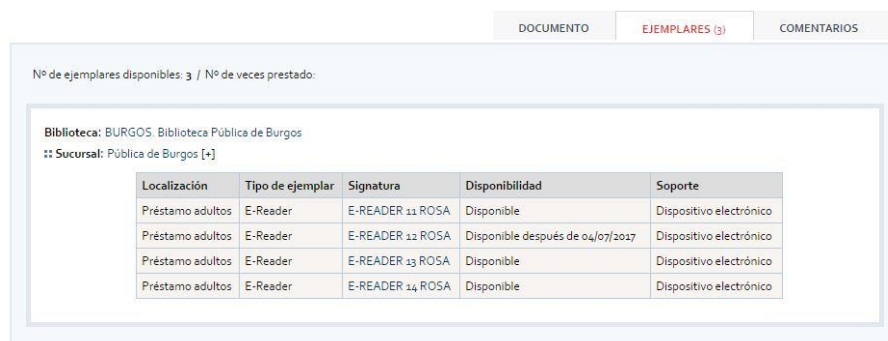 DOCUMENTO EJEMPLARES (3) COMENTARIOS
Nº de ejemplares disponibles: 3 / Nº de veces prestado:
Biblioteca: BURGOS. Biblioteca Pública de Burgos
Sucursal: Pública de Burgos [+]
Localización Tipo de ejemplar Signatura Disponibilidad Soporte
Préstamo adultos E-Reader E-READER 11 ROSA Disponible Dispositivo electrónico
Préstamo adultos E-Reader E-READER 12 ROSA Disponible después de 04/07/2017 Dispositivo electrónico
Préstamo adultos E-Reader E-READER 13 ROSA Disponible Dispositivo electrónico
Préstamo adultos E-Reader E-READER 14 ROSA Disponible Dispositivo electrónico